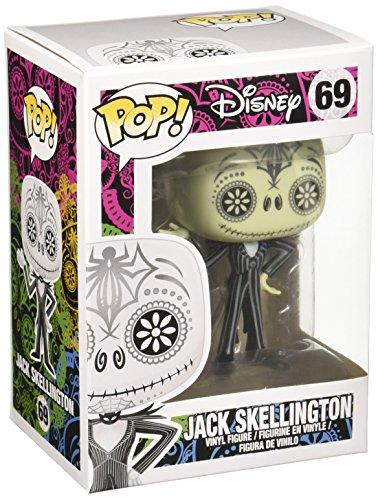 POP!
POP!
Disney
69
JACK SKELLINGTON
69
JACK SKELLINGTON
VINYL FIGURE / FIGURINE EN VINYLE /
FIGURA DE VINILO